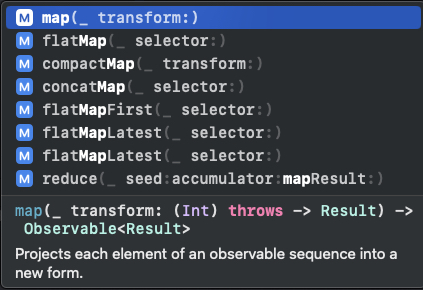 M map(_ transform:)
M flatMap(_ selector:)
M compactMap(_ transform:)
M concatMap(_ selector:)
M flatMapFirst(_ selector:)
M flatMapLatest(_ selector:)
M flatMapLatest(_ selector:)
M reduce(_ seed:accumulator:mapResult:)
map(_ transform: (Int) throws -> Result) ->
Observable<Result>
Projects each element of an observable sequence into a
new form.